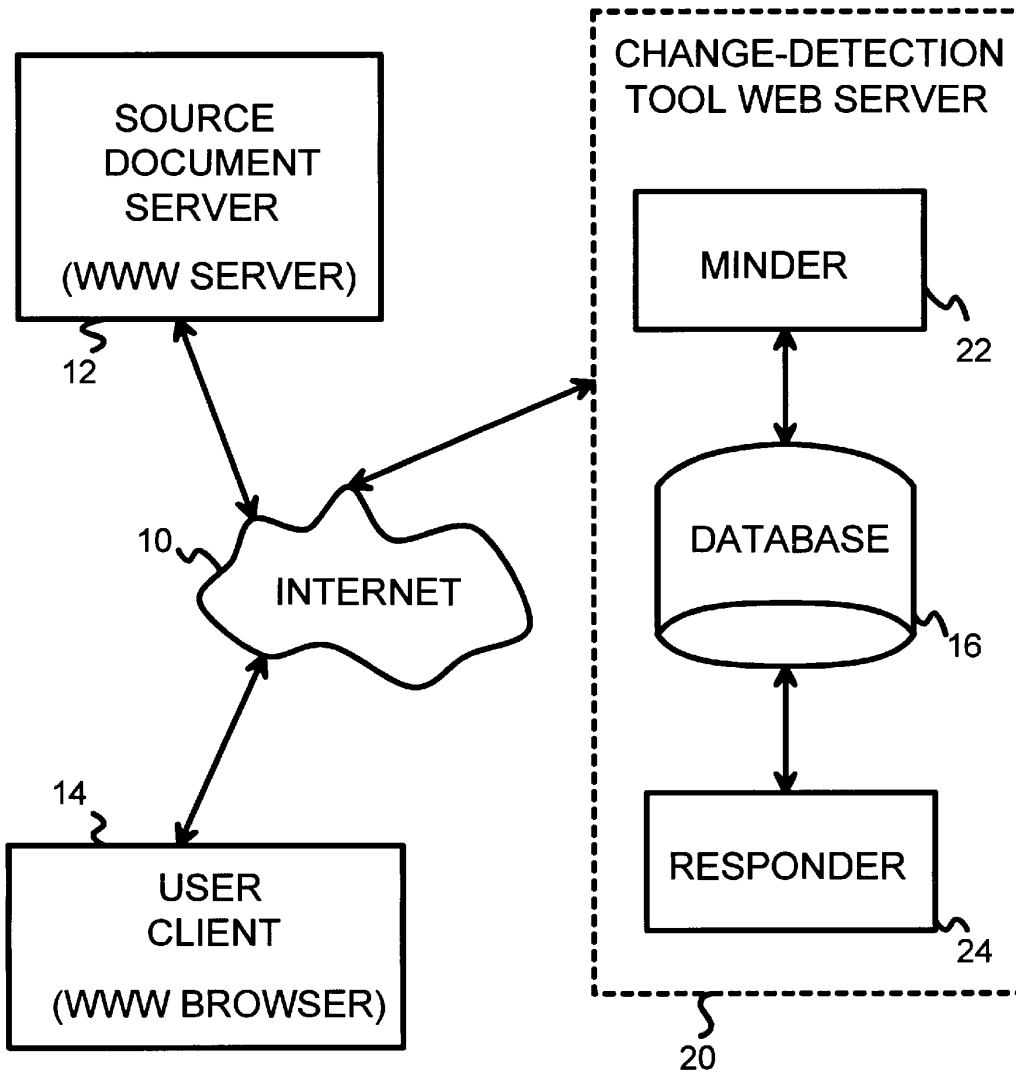 SOURCE
DOCUMENT
SERVER
(WWW SERVER)
12
CHANGE-DETECTION
TOOL WEB SERVER
MINDER
22
10
INTERNET
DATABASE
16
14
USER
CLIENT
(WWW BROWSER)
RESPONDER
24
20